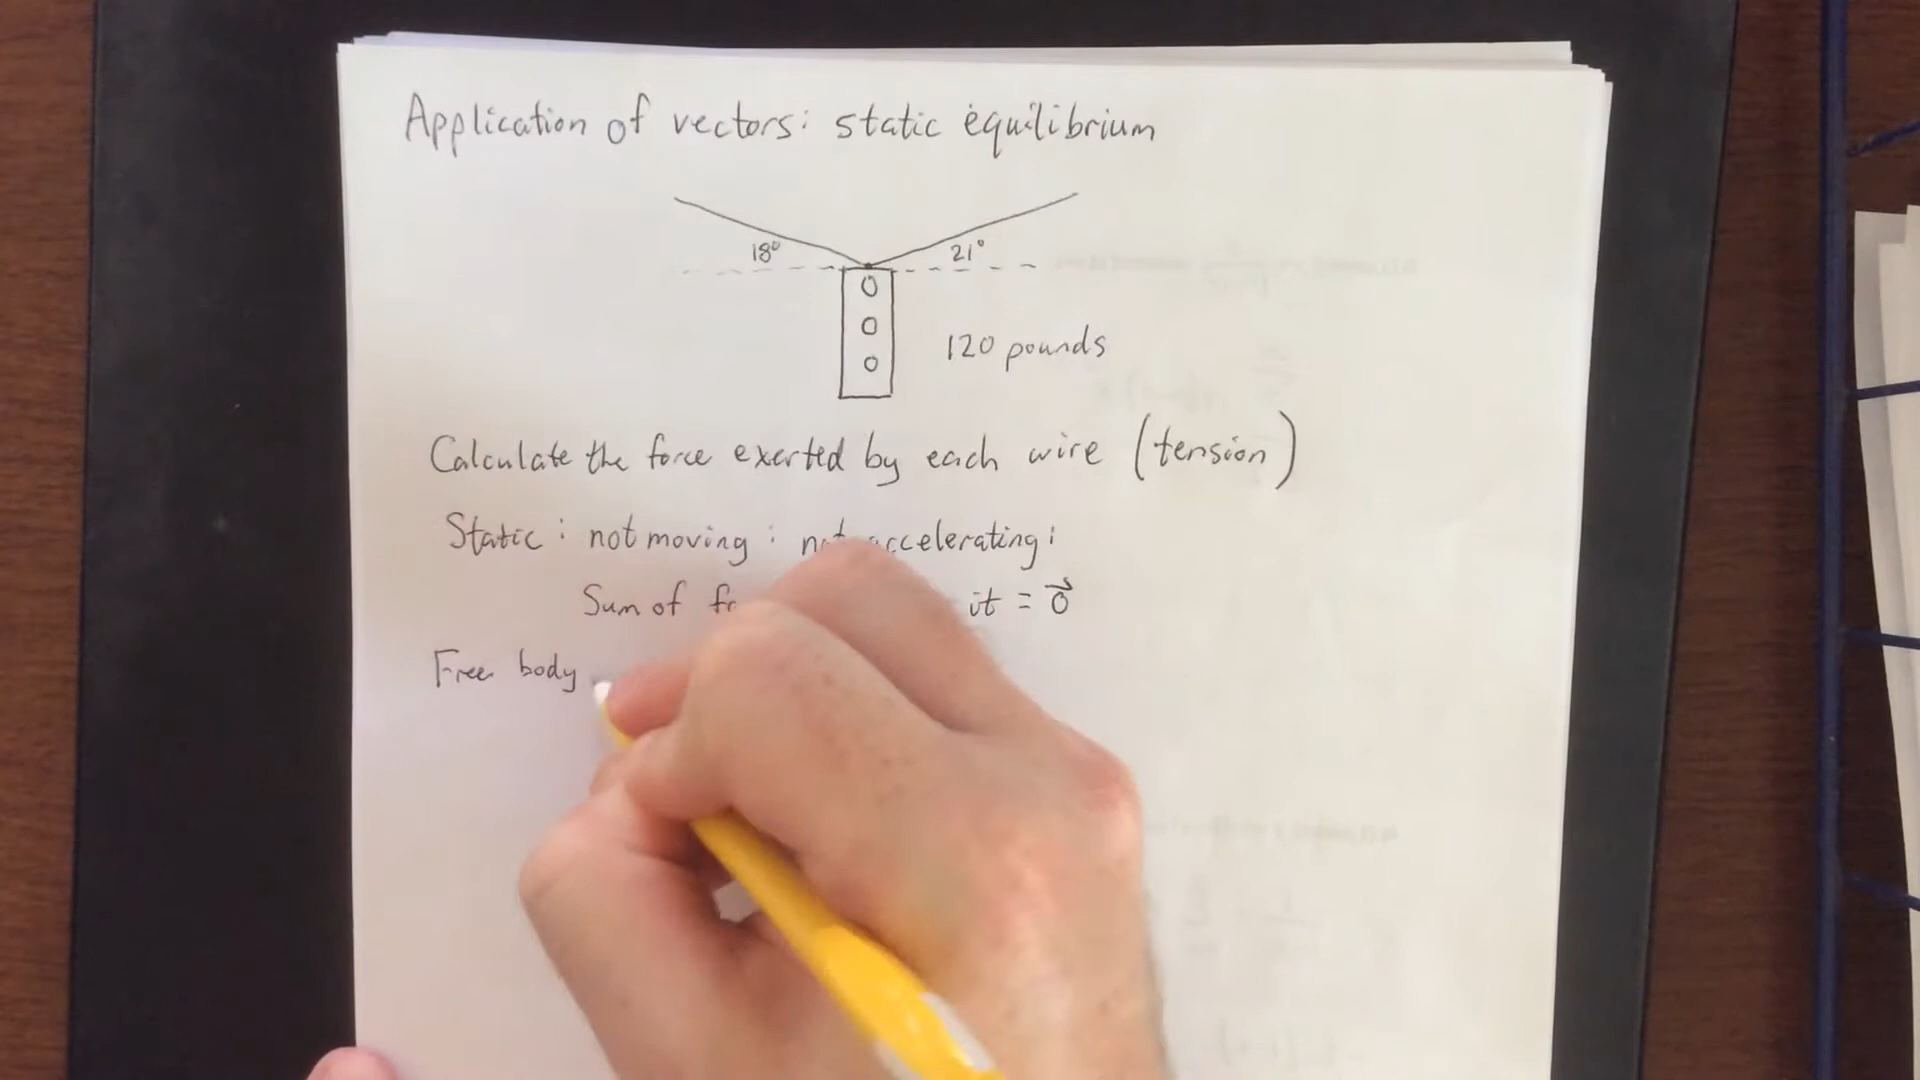 Application of vectors: static equilibrium
18° 21°
120 pounds
Calculate the force exerted by each wire (tension)
Static: not moving: not accelerating:
Sum of it = 0⃗
Free body